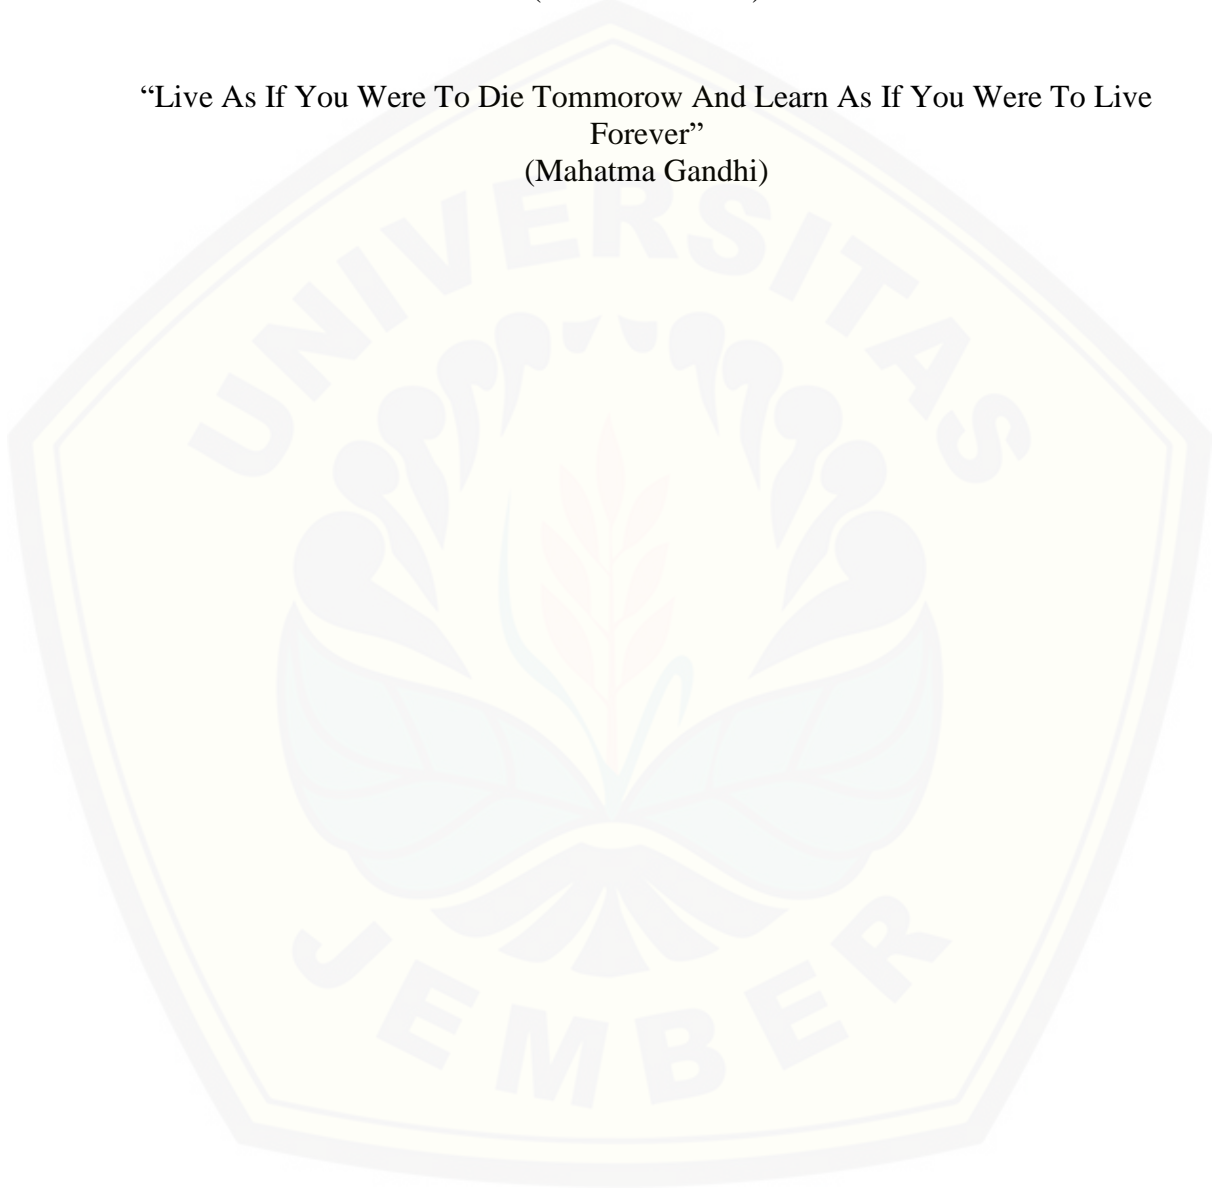 “Live As If You Were To Die Tommorow And Learn As If You Were To Live
Forever”
(Mahatma Gandhi)
UNIVERSITAS
JEMBER